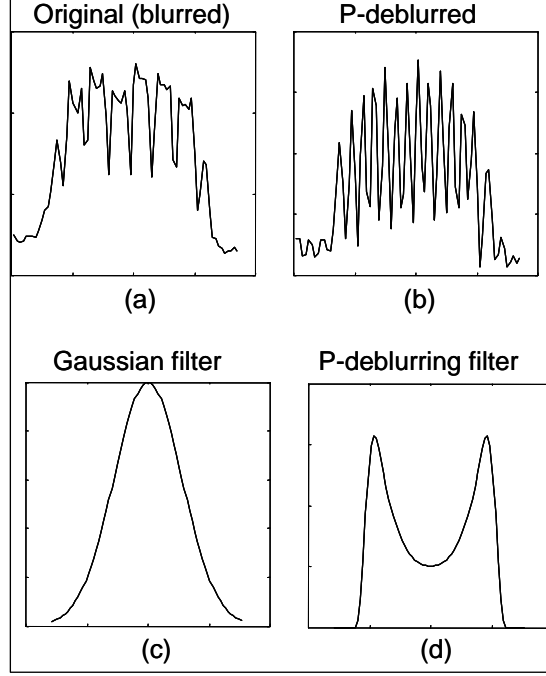 Original (blurred)
P-deblurred
(a)
(b)
Gaussian filter
P-deblurring filter
(c)
(d)